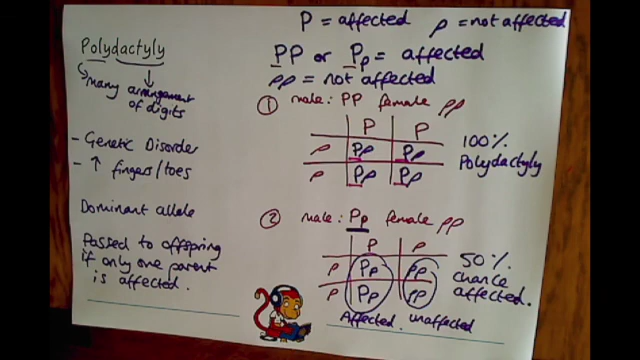 Polydactyly
many arrangement
of digits
- Genetic Disorder
- ↑ fingers/toes
Dominant allele
Passed to offspring
if only one parent
is affected.
P = affected p = not affected
PP or Pp = affected
pp = not affected
① male: PP female pp
P P
p Pp Pp
p Pp Pp
100%
Polydactyly
② male: Pp female pp
P p
p Pp pp
p Pp pp
50%
chance
affected.
Affected. unaffected